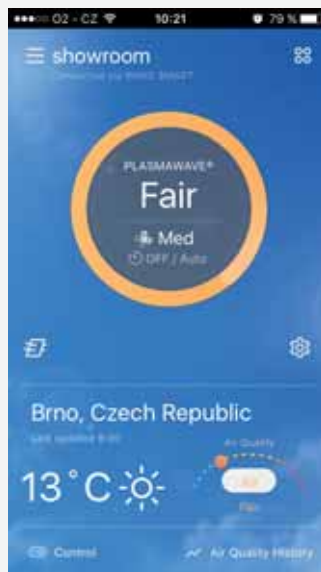 O2 - CZ 10:21 79 %
showroom
PLASMAWAVE®
Fair
Med
OFF / Auto
Brno, Czech Republic
Air Quality
13°C
Fair
Control Air Quality History